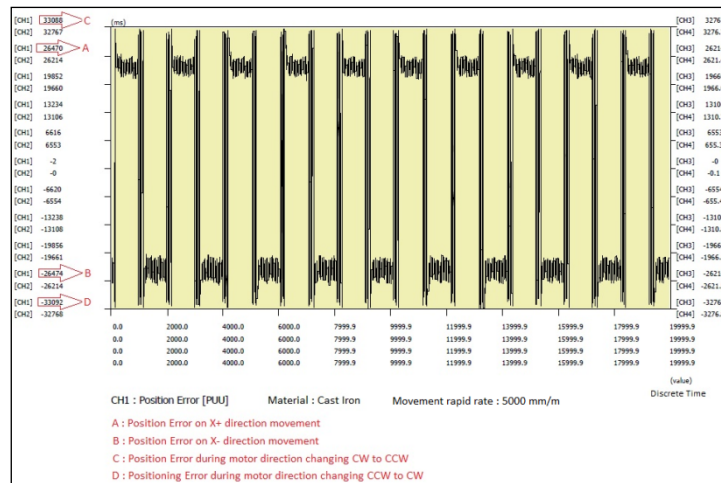 [CH1] 33088 C (ms) [CH3] 3276
[CH2] 32767 [CH4] 3276.
[CH1] 26470 A [CH3] 2621
[CH2] 26214 [CH4] 2621.
[CH1] 19852 [CH3] 1966
[CH2] 19660 [CH4] 1966.
[CH1] 13234 [CH3] 1310
[CH2] 13106 [CH4] 1310.
[CH1] 6616 [CH3] 6553
[CH2] 6553 [CH4] 655.3
[CH1] -2 [CH3] -0
[CH2] -0 [CH4] -0.1
[CH1] -6620 [CH3] -6554
[CH2] -6554 [CH4] -655.4
[CH1] -13238 [CH3] -1310
[CH2] -13108 [CH4] -1310.
[CH1] -19856 [CH3] -1966
[CH2] -19661 [CH4] -1966.
[CH1] -26474 B [CH3] -2621
[CH2] -26214 [CH4] -2621.
[CH1] -33092 D [CH3] -3276
[CH2] -32768 [CH4] -3276.
0.0 2000.0 4000.0 6000.0 7999.9 9999.9 11999.9 13999.9 15999.9 17999.9 19999.9
0.0 2000.0 4000.0 6000.0 7999.9 9999.9 11999.9 13999.9 15999.9 17999.9 19999.9
0.0 2000.0 4000.0 6000.0 7999.9 9999.9 11999.9 13999.9 15999.9 17999.9 19999.9
0.0 2000.0 4000.0 6000.0 7999.9 9999.9 11999.9 13999.9 15999.9 17999.9 19999.9
(value)
Discrete Time
CH1 : Position Error [PUU] Material : Cast Iron Movement rapid rate : 5000 mm/m
A : Position Error on X+ direction movement
B : Position Error on X- direction movement
C : Position Error during motor direction changing CW to CCW
D : Positioning Error during motor direction changing CCW to CW